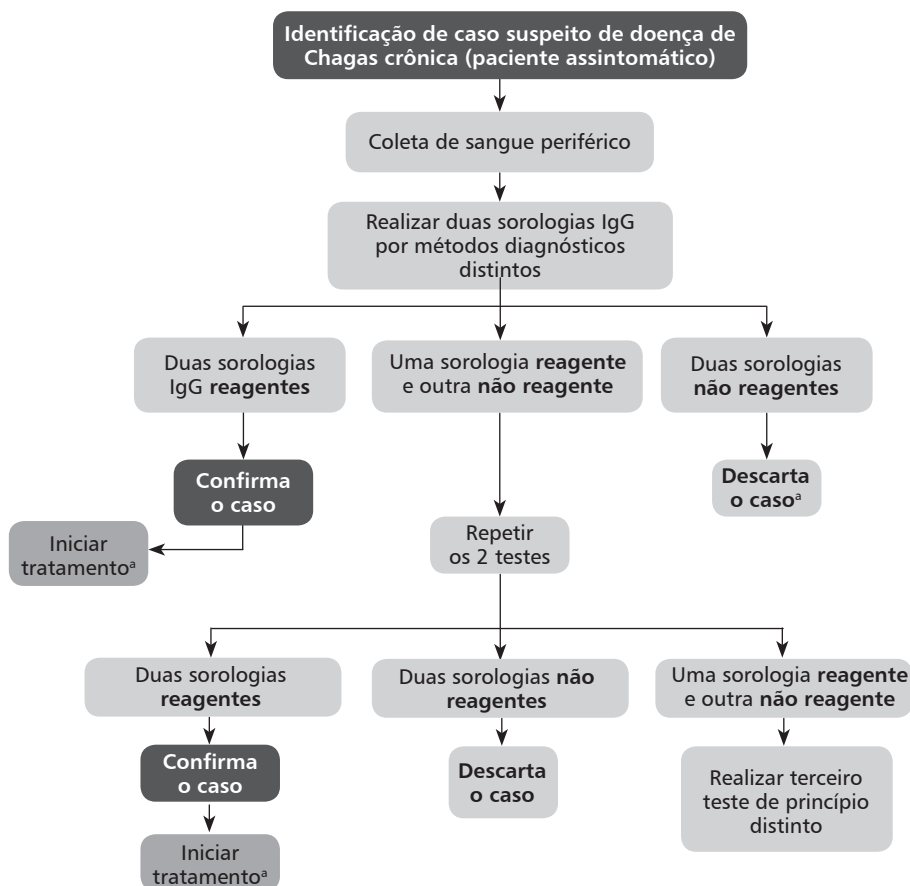 Identificação de caso suspeito de doença de
Chagas crônica (paciente assintomático)
Coleta de sangue periférico
Realizar duas sorologias IgG
por métodos diagnósticos
distintos
Duas sorologias
IgG reagentes
Uma sorologia reagente
e outra não reagente
Duas sorologias
não reagentes
Confirma
o caso
Descarta
o casoᵃ
Iniciar
tratamentoᵃ
Repetir
os 2 testes
Duas sorologias
reagentes
Duas sorologias não
reagentes
Uma sorologia reagente
e outra não reagente
Confirma
o caso
Descarta
o caso
Realizar terceiro
teste de princípio
distinto
Iniciar
tratamentoᵃ